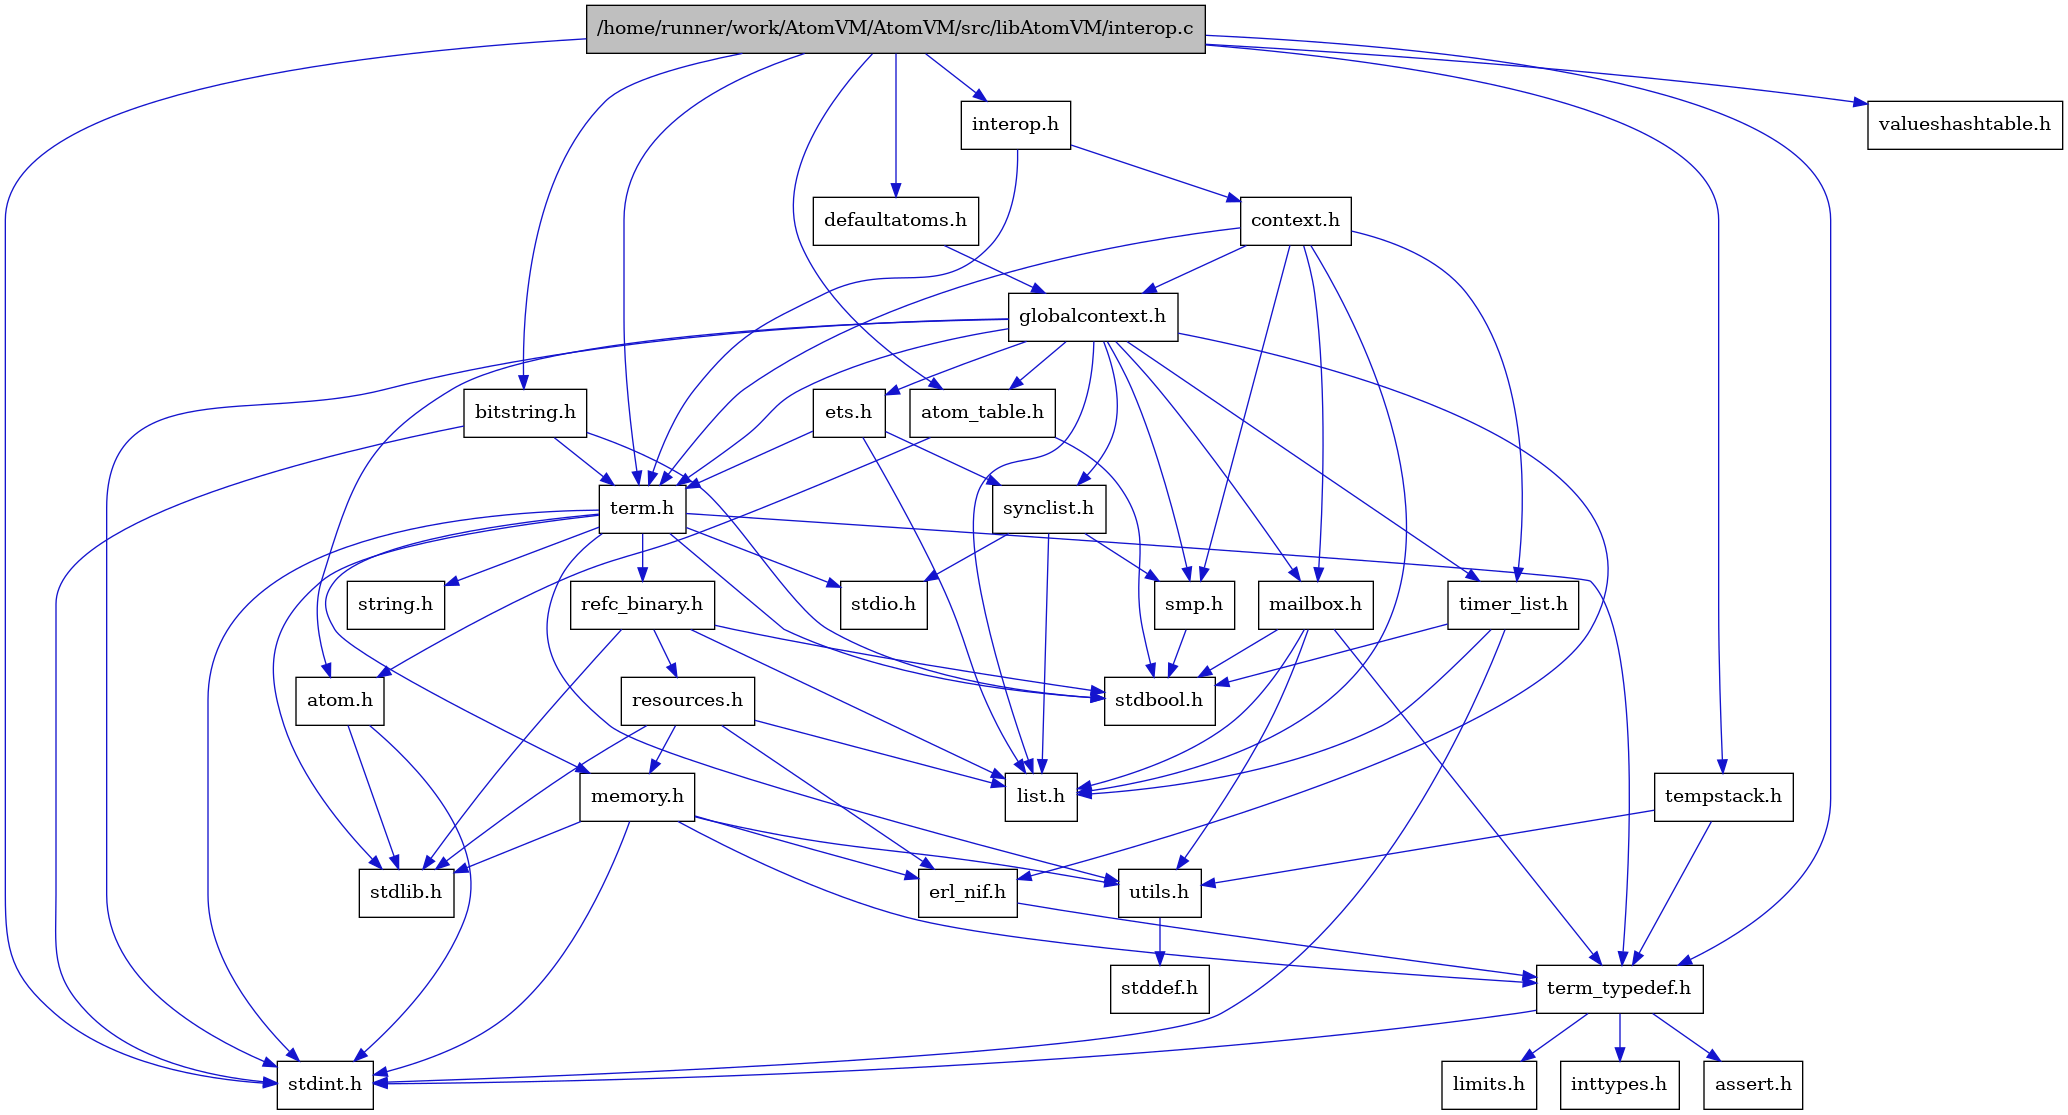 /home/runner/work/AtomVM/AtomVM/src/libAtomVM/interop.c
interop.h
valueshashtable.h
defaultatoms.h
context.h
globalcontext.h
bitstring.h
ets.h
atom_table.h
term.h
synclist.h
string.h
refc_binary.h
stdio.h
smp.h
mailbox.h
timer_list.h
atom.h
resources.h
stdbool.h
memory.h
list.h
tempstack.h
stdlib.h
erl_nif.h
utils.h
stddef.h
term_typedef.h
stdint.h
limits.h
inttypes.h
assert.h